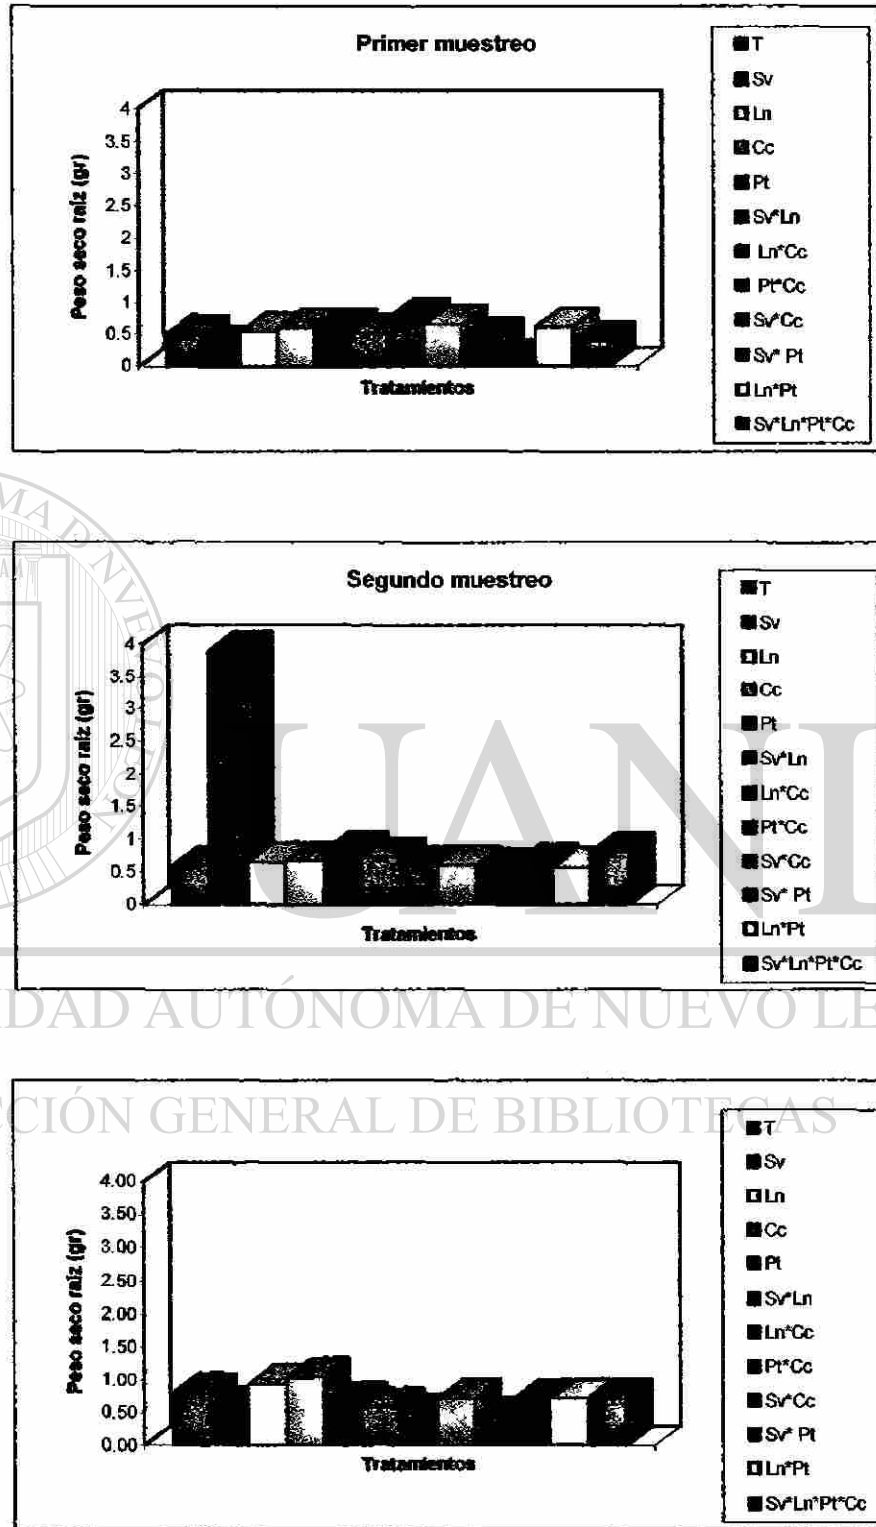 Primer muestreo
Peso seco raíz (gr)
4
3.5
3
2.5
2
1.5
1
0.5
0
Tratamientos
T
Sv
Ln
Cc
Pt
Sv*Ln
Ln*Cc
Pt*Cc
Sv*Cc
Sv* Pt
Ln*Pt
Sv*Ln*Pt*Cc
Segundo muestreo
Peso seco raíz (gr)
4
3.5
3
2.5
2
1.5
1
0.5
0
Tratamientos
T
Sv
Ln
Cc
Pt
Sv*Ln
Ln*Cc
Pt*Cc
Sv*Cc
Sv* Pt
Ln*Pt
Sv*Ln*Pt*Cc
UANL
DAD AUTÓNOMA DE NUEVO LE
CCIÓN GENERAL DE BIBLIOTECAS
Peso seco raíz (gr)
4.00
3.50
3.00
2.50
2.00
1.50
1.00
0.50
0.00
Tratamientos
T
Sv
Ln
Cc
Pt
Sv*Ln
Ln*Cc
Pt*Cc
Sv*Cc
Sv* Pt
Ln*Pt
Sv*Ln*Pt*Cc